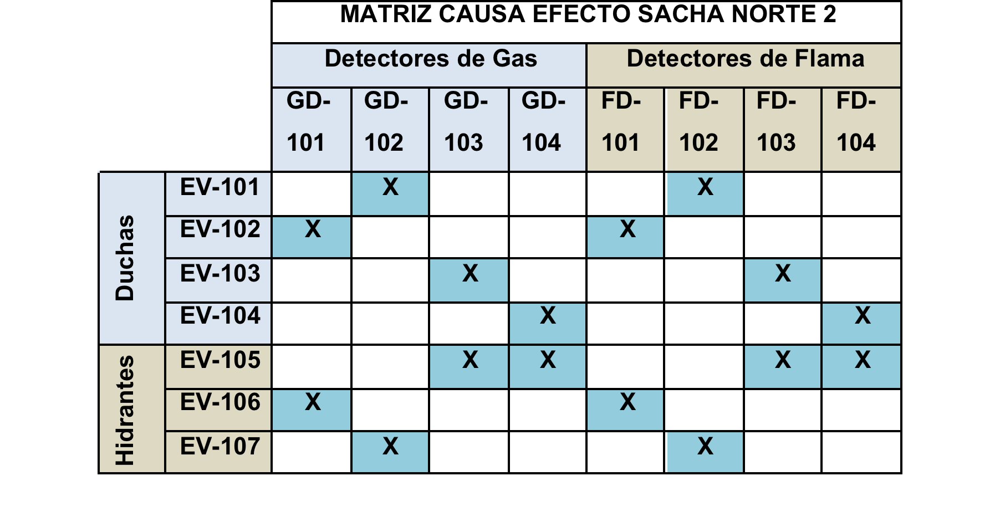 MATRIZ CAUSA EFECTO SACHA NORTE 2
Detectores de Gas Detectores de Flama
GD- GD- GD- GD- FD- FD- FD- FD-
101 102 103 104 101 102 103 104
Duchas
EV-101 X X
EV-102 X X
EV-103 X X
EV-104 X X
Hidrantes
EV-105 X X X X
EV-106 X X
EV-107 X X